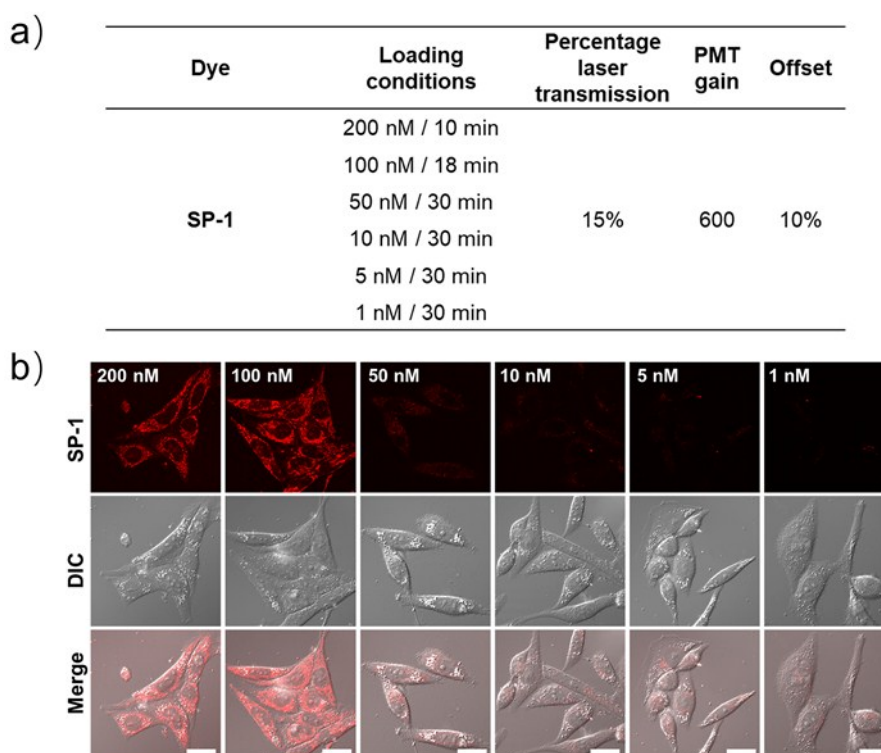 a)
Dye
Loading
conditions
Percentage
laser
transmission
PMT
gain
Offset
SP-1
200 nM / 10 min
100 nM / 18 min
50 nM / 30 min
10 nM / 30 min
5 nM / 30 min
1 nM / 30 min
15%
600
10%
b)
200 nM
100 nM
50 nM
10 nM
5 nM
1 nM
SP-1
DIC
Merge